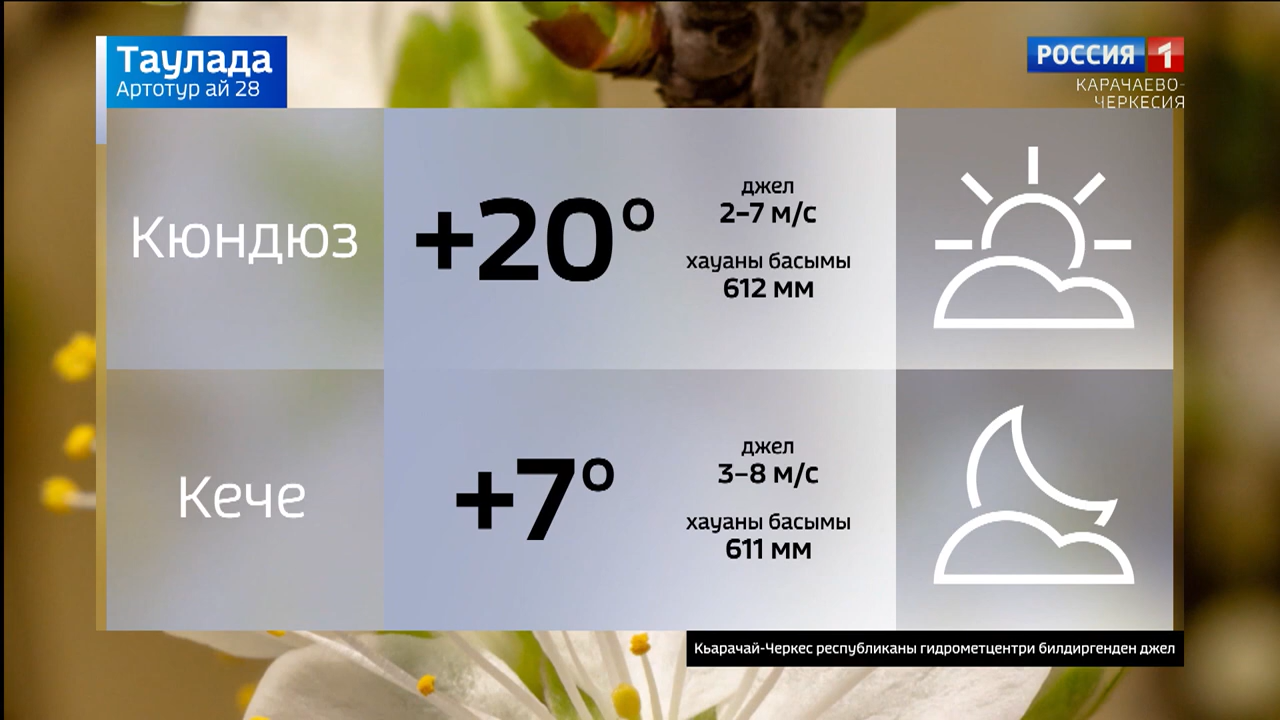 Таулада
Артотур ай 28
РОССИЯ 1
КАРАЧАЕВО-
ЧЕРКЕСИЯ
Кюндюз
+20°
джел
2–7 м/с
хауаны басымы
612 мм
Кече
+7°
джел
3–8 м/с
хауаны басымы
611 мм
Кьарачай-Черкес республиканы гидрометцентри билдиргенден джел